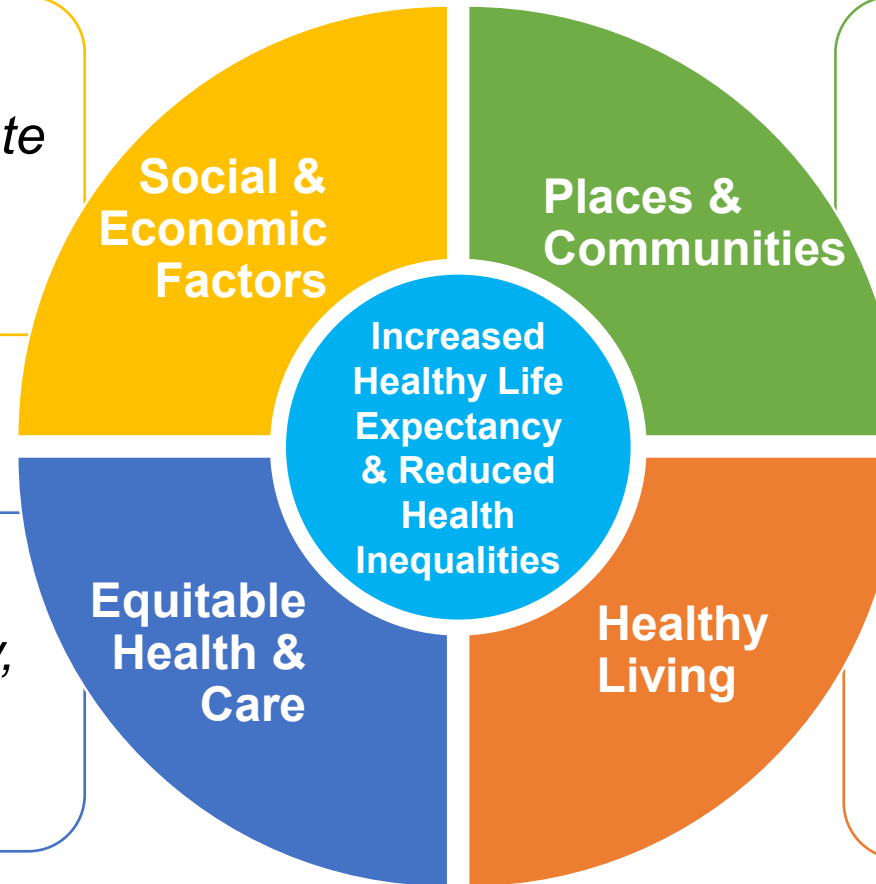 Social &
Economic
Factors
Places &
Communities
Increased
Healthy Life
Expectancy
& Reduced
Health
Inequalities
Equitable
Health &
Care
Healthy
Living